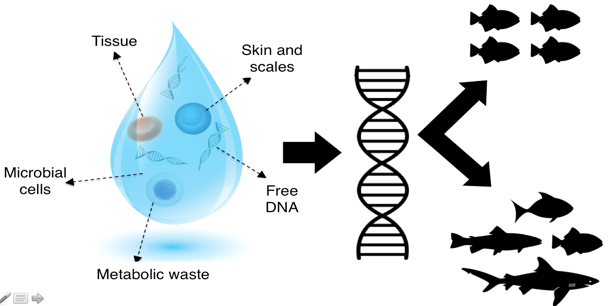 Tissue
Skin and
scales
Microbial
cells
Free
DNA
Metabolic waste